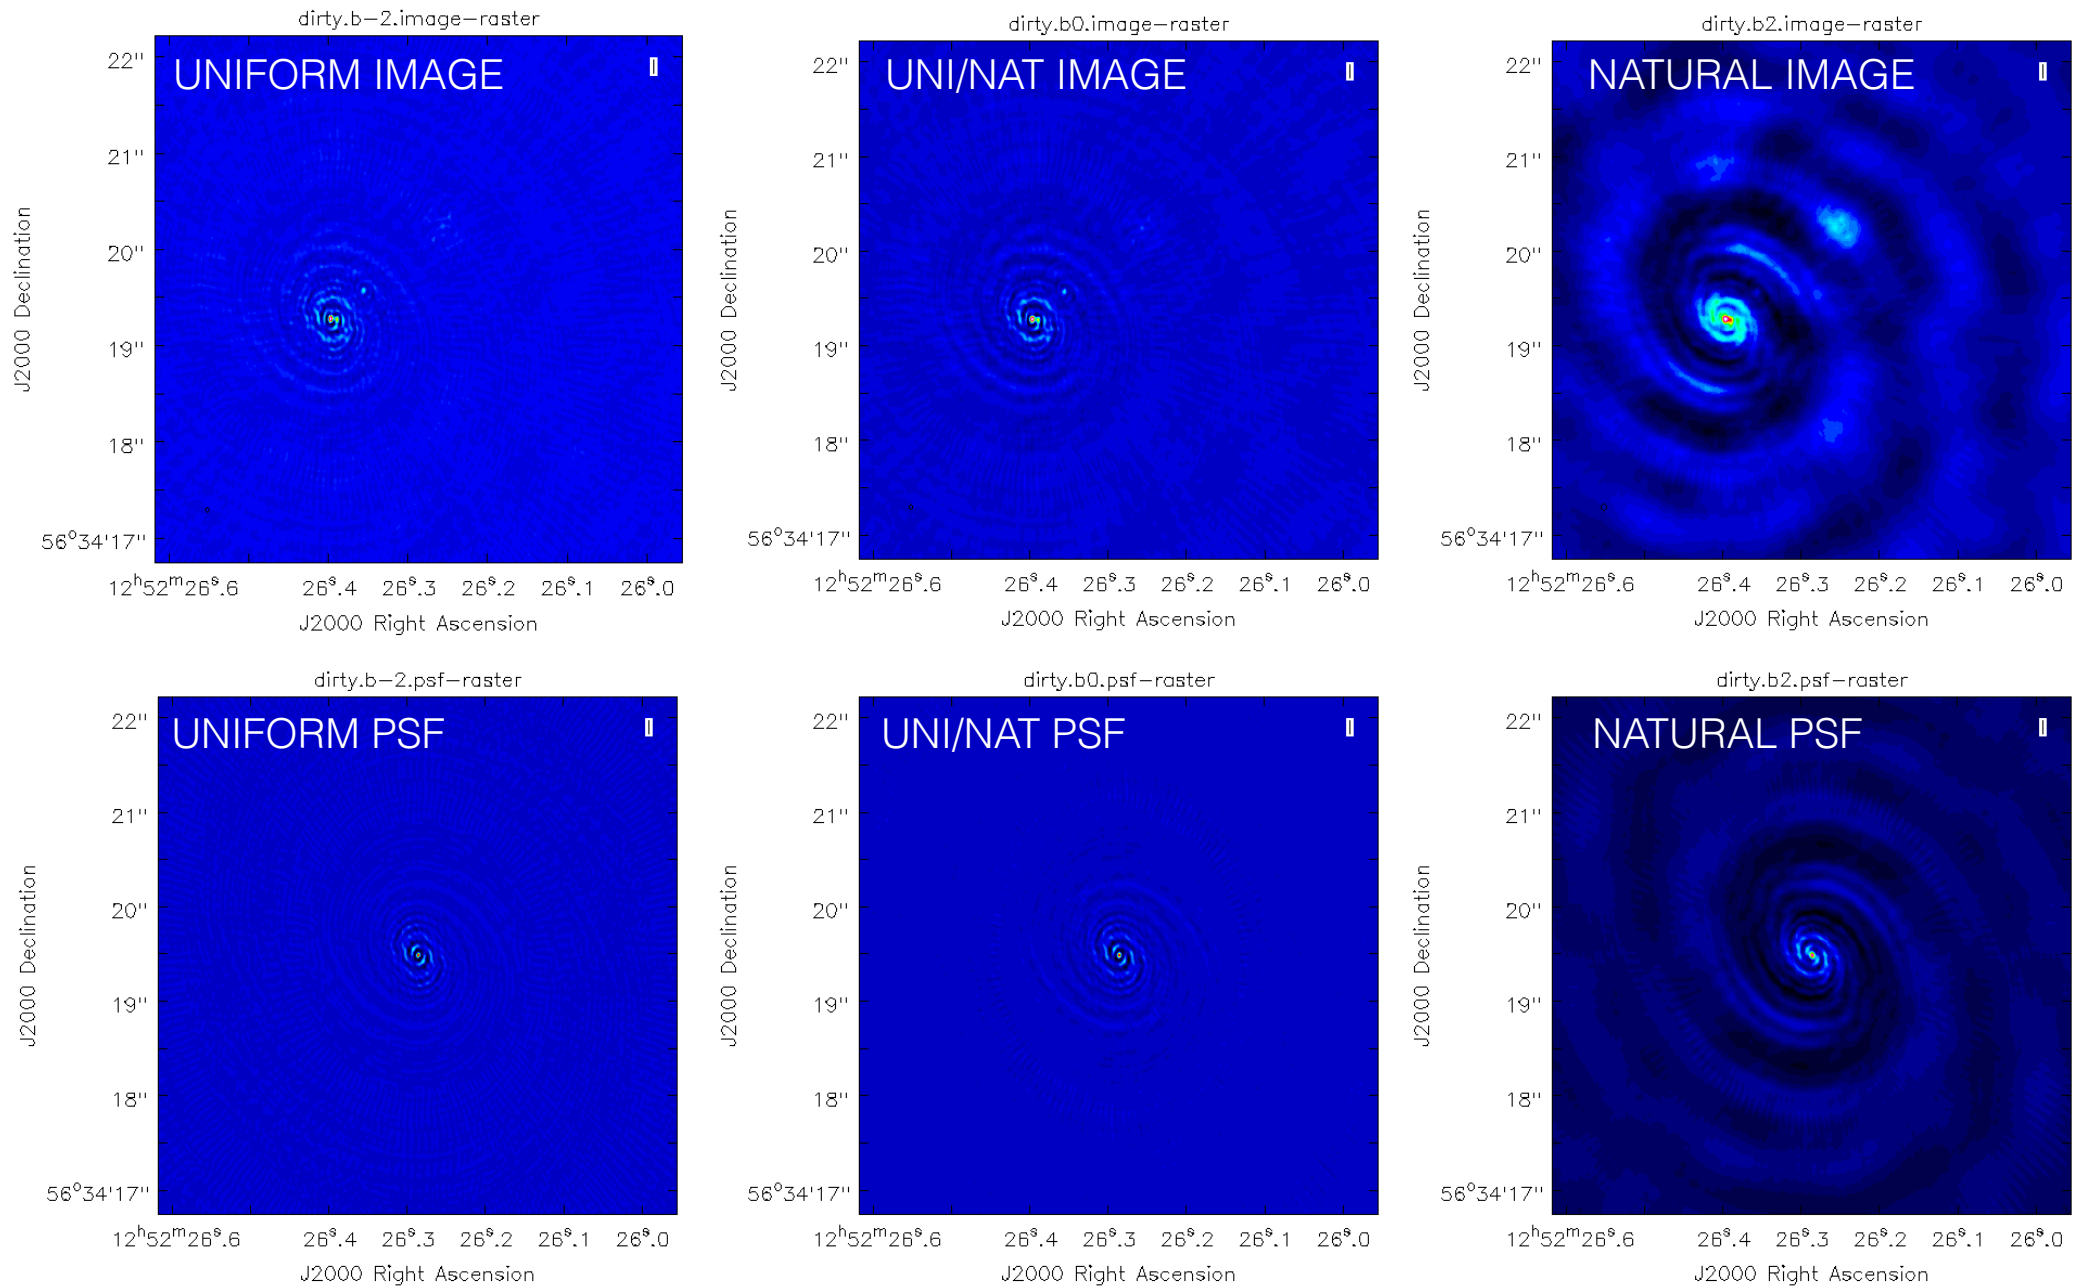 dirty.b-2.image-raster
UNIFORM IMAGE
22"
21"
20"
19"
18"
56°34'17"
J2000 Declination
12ʰ52ᵐ26ˢ.6 26ˢ.4 26ˢ.3 26ˢ.2 26ˢ.1 26ˢ.0
J2000 Right Ascension
dirty.b0.image-raster
UNI/NAT IMAGE
22"
21"
20"
19"
18"
56°34'17"
J2000 Declination
12ʰ52ᵐ26ˢ.6 26ˢ.4 26ˢ.3 26ˢ.2 26ˢ.1 26ˢ.0
J2000 Right Ascension
dirty.b2.image-raster
NATURAL IMAGE
22"
21"
20"
19"
18"
56°34'17"
J2000 Declination
12ʰ52ᵐ26ˢ.6 26ˢ.4 26ˢ.3 26ˢ.2 26ˢ.1 26ˢ.0
J2000 Right Ascension
dirty.b-2.psf-raster
UNIFORM PSF
22"
21"
20"
19"
18"
56°34'17"
J2000 Declination
12ʰ52ᵐ26ˢ.6 26ˢ.4 26ˢ.3 26ˢ.2 26ˢ.1 26ˢ.0
J2000 Right Ascension
dirty.b0.psf-raster
UNI/NAT PSF
22"
21"
20"
19"
18"
56°34'17"
J2000 Declination
12ʰ52ᵐ26ˢ.6 26ˢ.4 26ˢ.3 26ˢ.2 26ˢ.1 26ˢ.0
J2000 Right Ascension
dirty.b2.psf-raster
NATURAL PSF
22"
21"
20"
19"
18"
56°34'17"
J2000 Declination
12ʰ52ᵐ26ˢ.6 26ˢ.4 26ˢ.3 26ˢ.2 26ˢ.1 26ˢ.0
J2000 Right Ascension